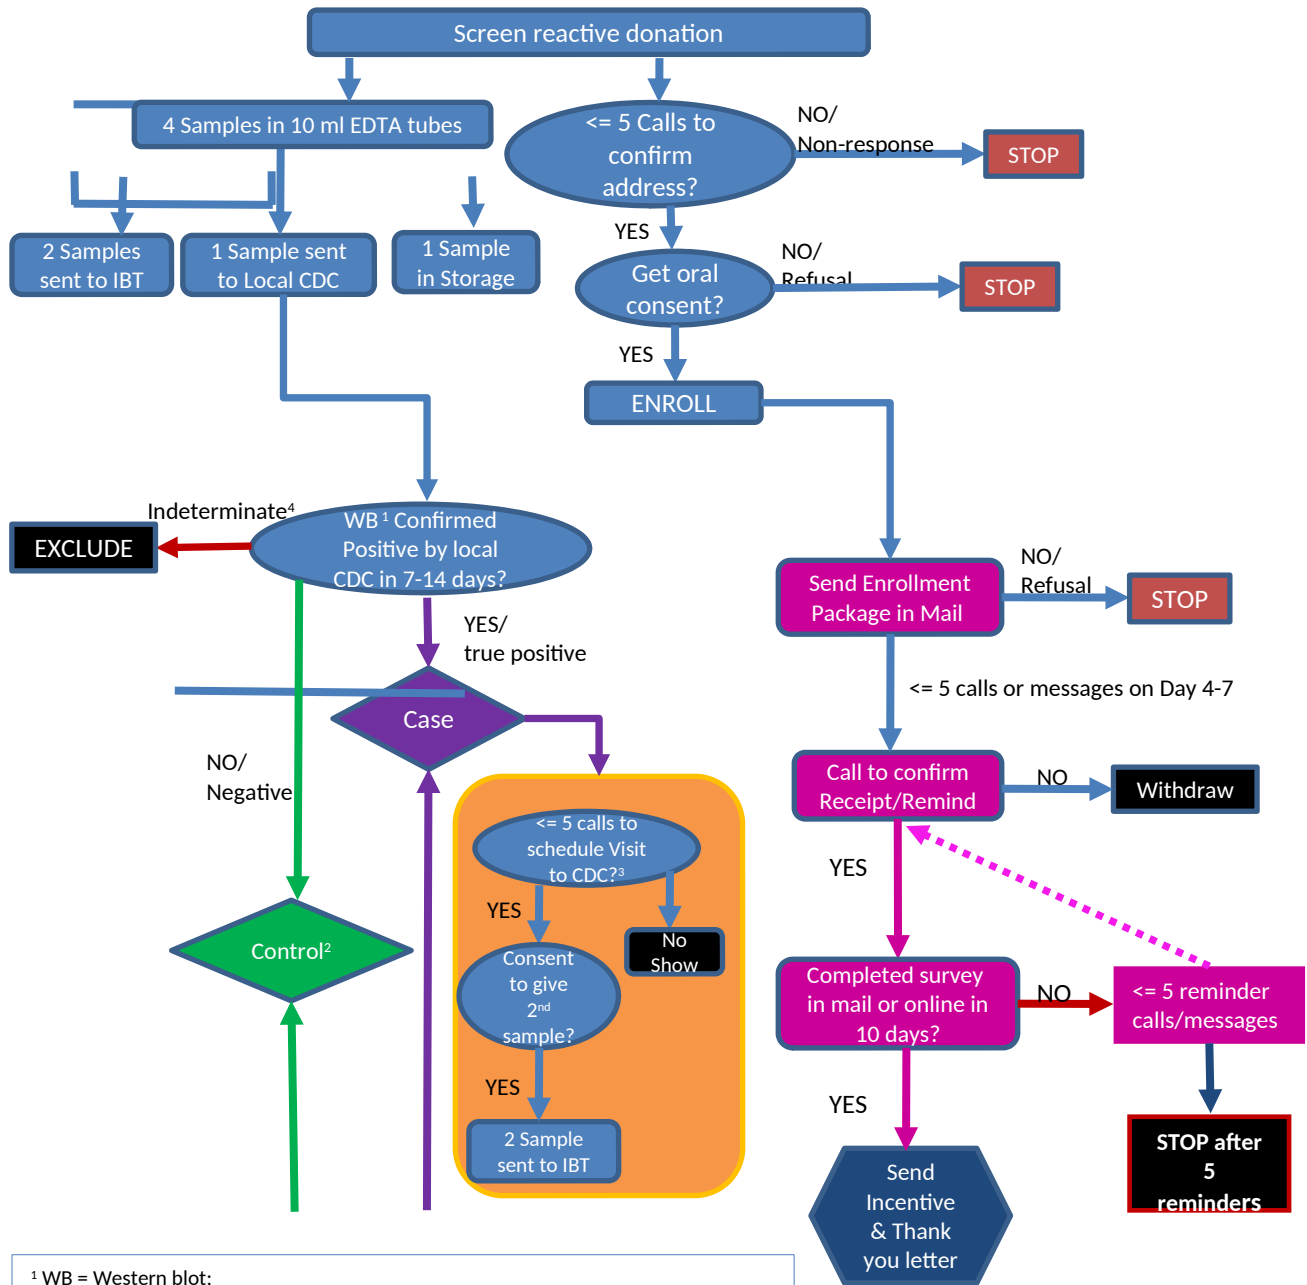 Screen reactive donation
4 Samples in 10 ml EDTA tubes
<= 5 Calls to
confirm
address?
NO/
Non-response
STOP
2 Samples
sent to IBT
1 Sample sent
to Local CDC
1 Sample
in Storage
YES
Get oral
consent?
NO/
Refusal
STOP
YES
ENROLL
Indeterminate⁴
EXCLUDE
WB ¹ Confirmed
Positive by local
CDC in 7-14 days?
Send Enrollment
Package in Mail
NO/
Refusal
STOP
YES/
true positive
<= 5 calls or messages on Day 4-7
Case
NO/
Negative
Call to confirm
Receipt/Remind
NO
Withdraw
<= 5 calls to
schedule Visit
to CDC?³
YES
YES
No
Show
Control²
Consent
to give
2ⁿᵈ
sample?
Completed survey
in mail or online in
10 days?
NO
<= 5 reminder
calls/messages
YES
YES
2 Sample
sent to IBT
STOP after
5
reminders
Send
Incentive
& Thank
you letter
¹ WB = Western blot;